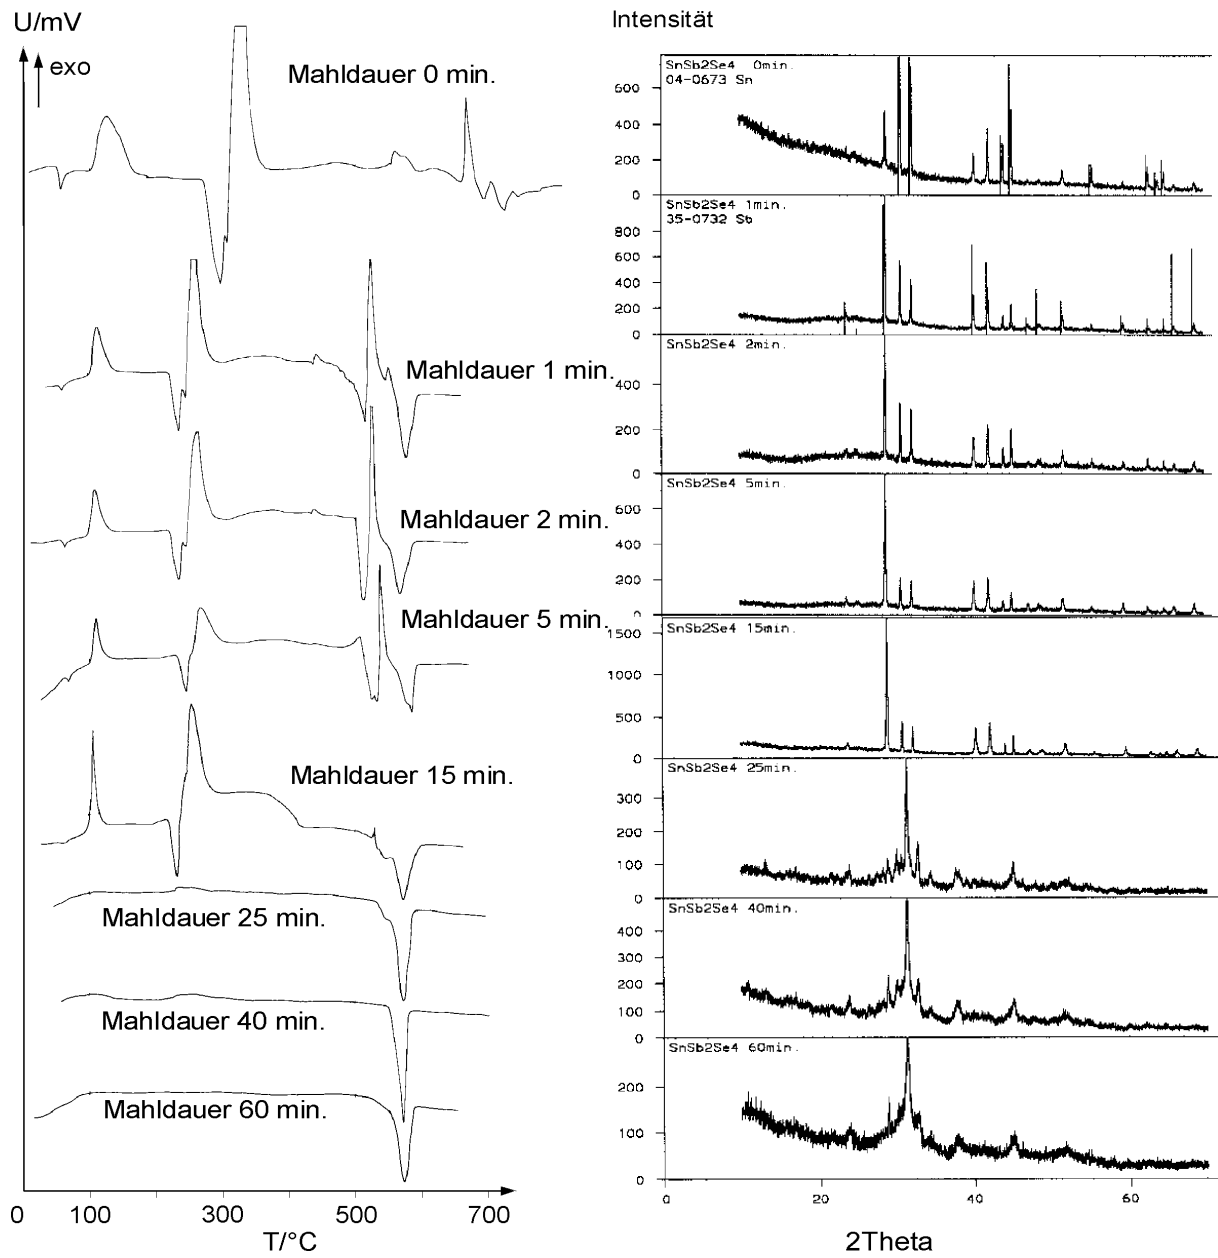 U/mV
exo
Mahldauer 0 min.
Mahldauer 1 min.
Mahldauer 2 min.
Mahldauer 5 min.
Mahldauer 15 min.
Mahldauer 25 min.
Mahldauer 40 min.
Mahldauer 60 min.
0 100 300 500 700
T/°C
Intensität
SnSb2Se4 0min.
04-0673 Sn
600
400
200
0
SnSb2Se4 1min.
35-0732 Sb
800
600
400
200
0
SnSb2Se4 2min.
400
200
0
SnSb2Se4 5min.
600
400
200
0
SnSb2Se4 15min.
1500
1000
500
0
SnSb2Se4 25min.
300
200
100
0
SnSb2Se4 40min.
400
300
200
100
0
SnSb2Se4 60min.
200
100
0
0 20 40 60
2Theta